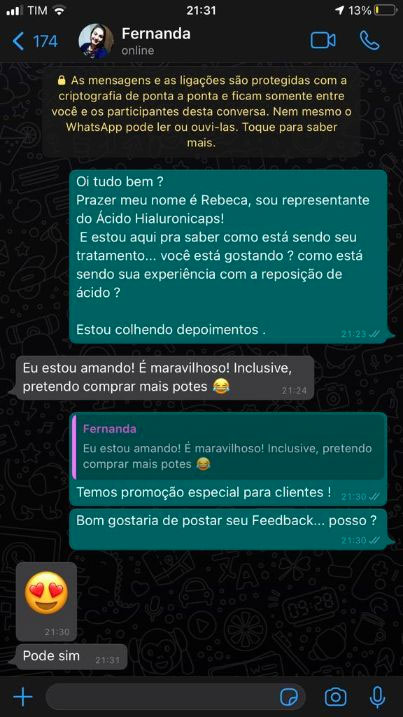 TIM
21:31
13%
174
Fernanda
online
As mensagens e as ligações são protegidas com a
criptografia de ponta a ponta e ficam somente entre
você e os participantes desta conversa. Nem mesmo o
WhatsApp pode ler ou ouvi-las. Toque para saber
mais.
Oi tudo bem ?
Prazer meu nome é Rebeca, sou representante
do Ácido Hialuronicaps!
E estou aqui pra saber como está sendo seu
tratamento... você está gostando ? como está
sendo sua experiência com a reposição de
ácido ?
Estou colhendo depoimentos .
21:23
Eu estou amando! É maravilhoso! Inclusive,
pretendo comprar mais potes 😂
21:24
Fernanda
Eu estou amando! É maravilhoso! Inclusive, pretendo
comprar mais potes 😂
Temos promoção especial para clientes !
21:30
Bom gostaria de postar seu Feedback... posso ?
21:30
😍
21:30
Pode sim
21:31